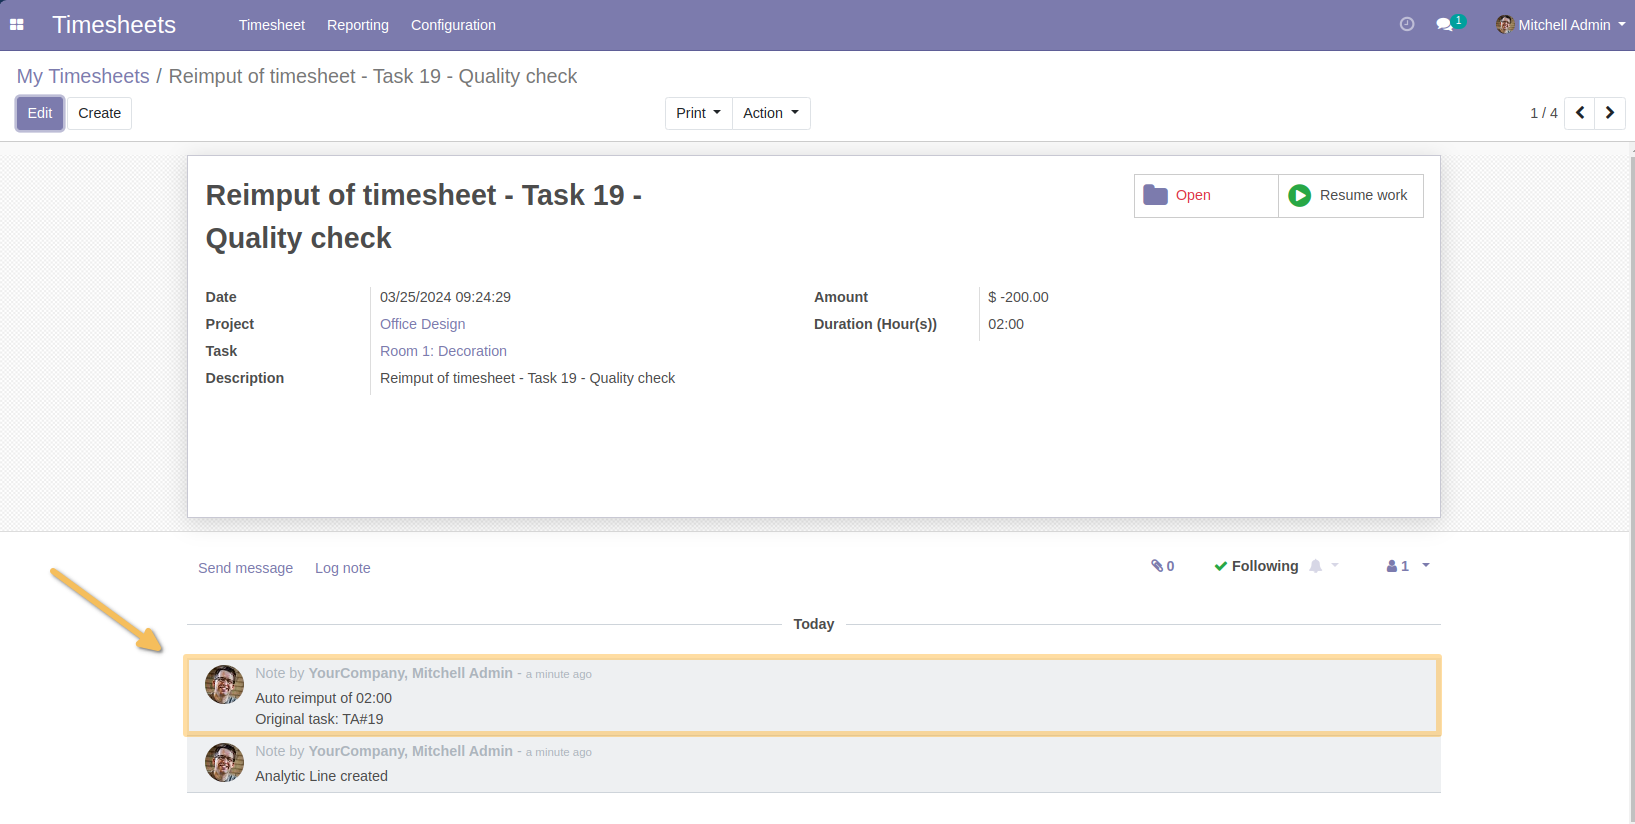 Timesheets Timesheet Reporting Configuration 1 Mitchell Admin
My Timesheets / Reimput of timesheet - Task 19 - Quality check
Edit Create Print Action 1 / 4
Reimput of timesheet - Task 19 -
Quality check
Open Resume work
Date 03/25/2024 09:24:29 Amount $ -200.00
Project Office Design Duration (Hour(s)) 02:00
Task Room 1: Decoration
Description Reimput of timesheet - Task 19 - Quality check
Send message Log note 0 Following 1
Today
Note by YourCompany, Mitchell Admin - a minute ago
Auto reimput of 02:00
Original task: TA#19
Note by YourCompany, Mitchell Admin - a minute ago
Analytic Line created